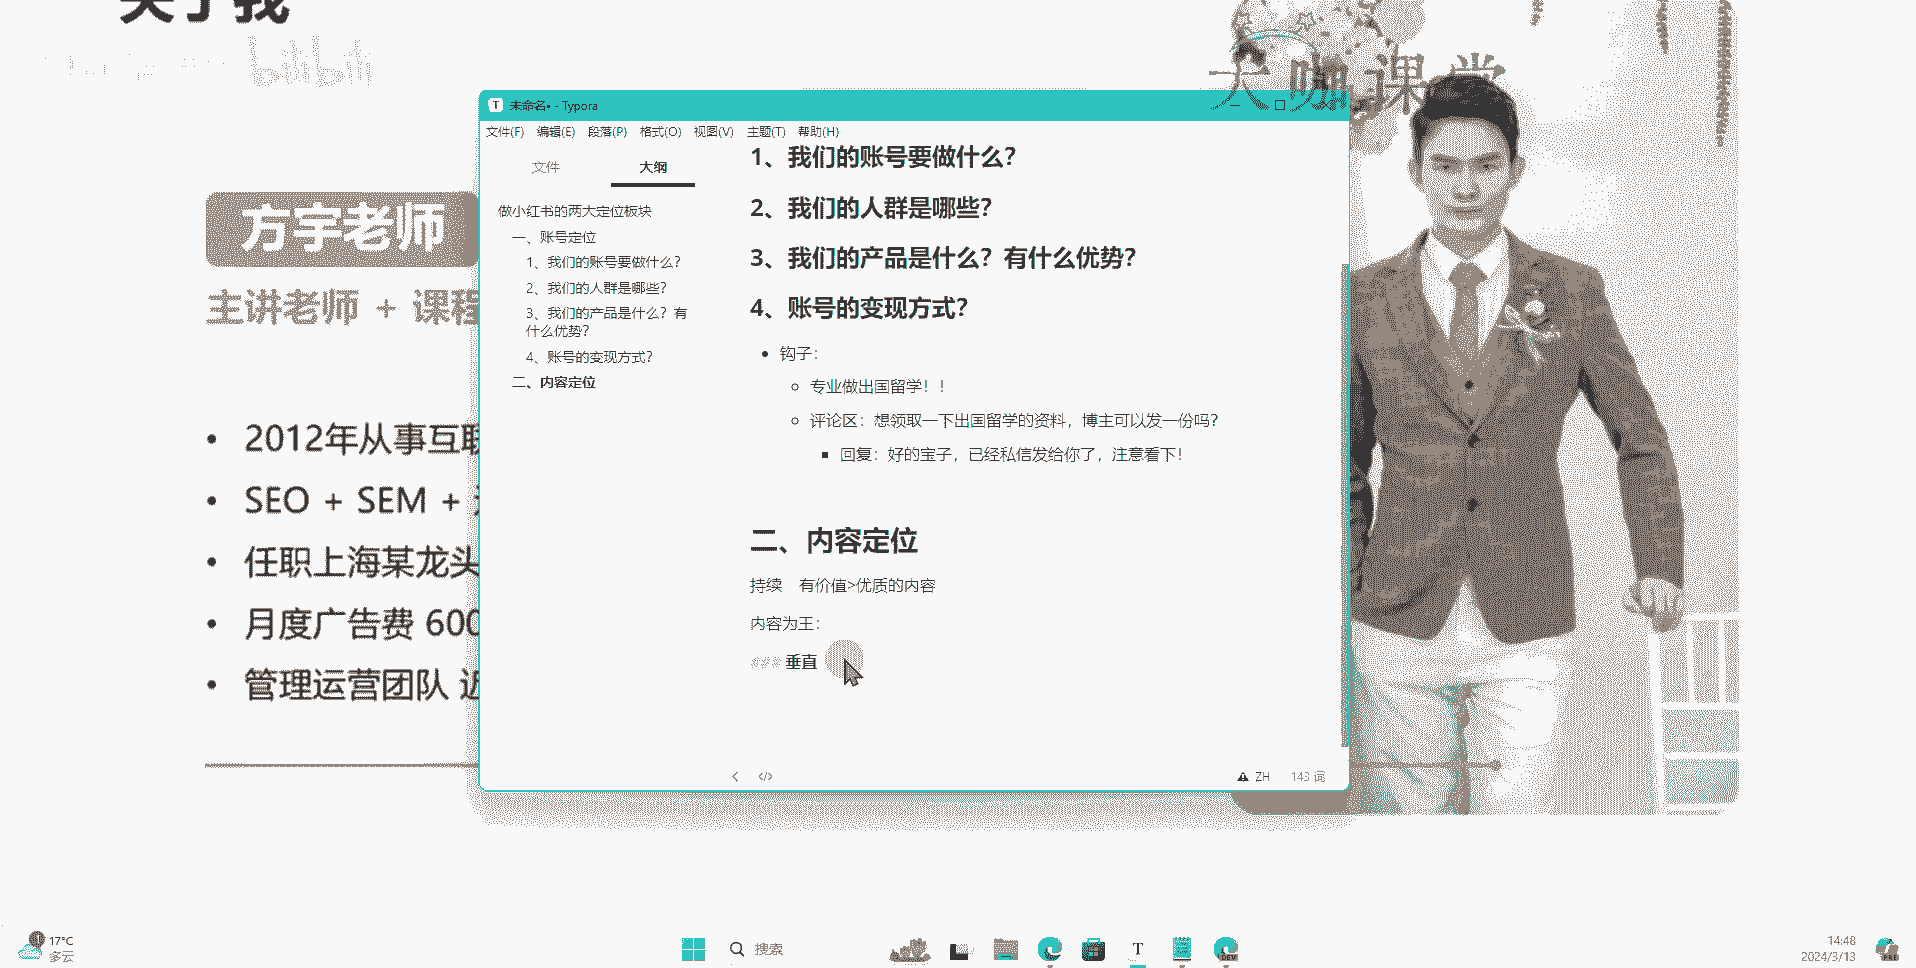 关于我
bilibili
大咖课堂
未命名• - Typora
文件(F) 编辑(E) 段落(P) 格式(O) 视图(V) 主题(T) 帮助(H)
文件 大纲
做小红书的两大定位板块
一、账号定位
1、我们的账号要做什么？
2、我们的人群是哪些？
3、我们的产品是什么？有
什么优势？
4、账号的变现方式？
二、内容定位
1、我们的账号要做什么？
2、我们的人群是哪些？
3、我们的产品是什么？有什么优势？
4、账号的变现方式？
• 钩子：
专业做出国留学！！
评论区：想领取一下出国留学的资料，博主可以发一份吗？
回复：好的宝子，已经私信发给你了，注意看下！
二、内容定位
持续 有价值>优质的内容
内容为王：
### 垂直
ZH 143 词
方宇老师
主讲老师 + 课程
• 2012年从事互联
• SEO + SEM +
• 任职上海某龙头
• 月度广告费 600
• 管理运营团队 近
17°C
多云
搜索
T
DEV
14:48
2024/3/13
PRE